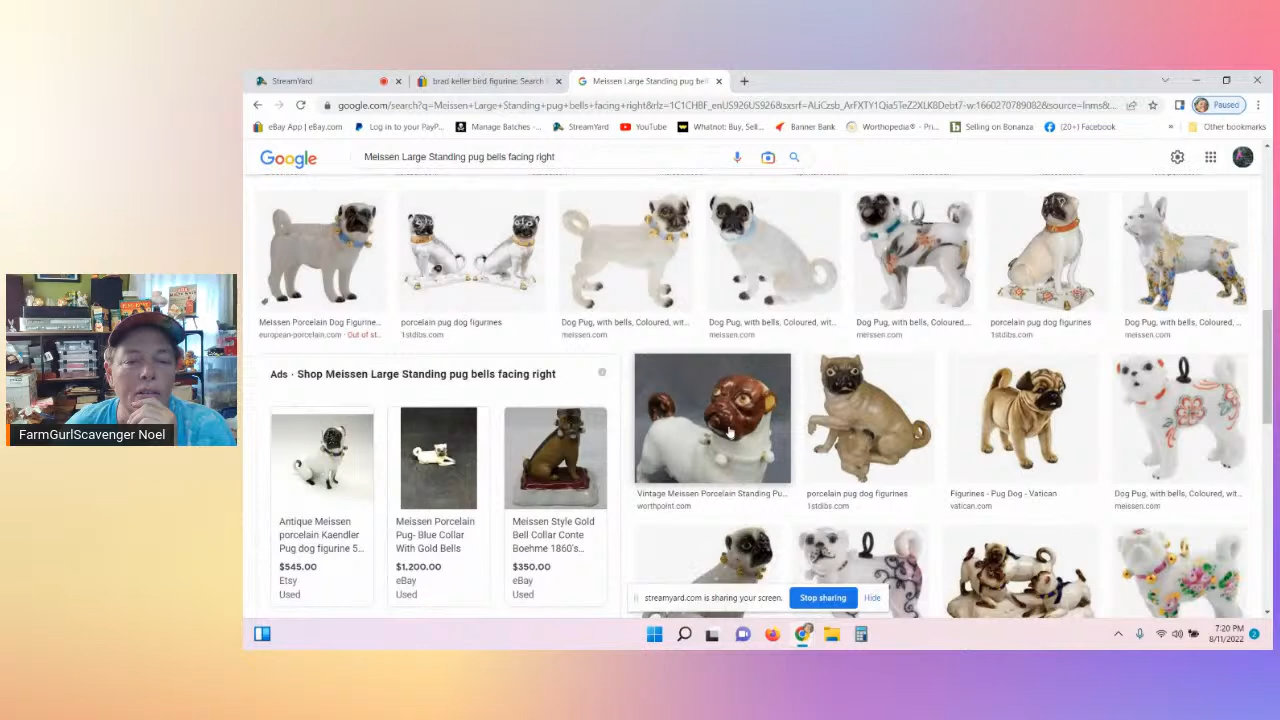 StreamYard
brad keller bird figurine: Search
Meissen Large Standing pug bel
google.com/search?q=Meissen+Large+Standing+pug+bells+facing+right&rlz=1C1CHBF_enUS926US926&sxsrf=
eBay App | eBay.com
Log in to your PayP...
Manage Batches -...
StreamYard
YouTube
Whatnot: Buy, Sell...
Banner Bank
Worthopedia® - Pri...
Selling on Bonanza
(20+) Facebook
»
Other bookmarks
Paused
Google
Meissen Large Standing pug bells facing right
Meissen Porcelain Dog Figurine...
european-porcelain.com · Out of st..
porcelain pug dog figurines
1stdibs.com
Dog Pug, with bells, Coloured, wit...
meissen.com
Dog Pug, with bells, Coloured, wit...
meissen.com
Dog Pug, with bells, Coloured, wit...
meissen.com
porcelain pug dog figurines
1stdibs.com
Dog Pug, with bells, Coloured, ...
meissen.com
Ads · Shop Meissen Large Standing pug bells facing right
Antique Meissen
porcelain Kaendler
Pug dog figurine 5...
$545.00
Etsy
Used
Meissen Porcelain
Pug- Blue Collar
With Gold Bells
$1,200.00
eBay
Used
Meissen Style Gold
Bell Collar Conte
Boehme 1860's...
$350.00
eBay
Used
Vintage Meissen Porcelain Standing Pu...
worthpoint.com
porcelain pug dog figurines
1stdibs.com
Figurines - Pug Dog - Vatican
vatican.com
Dog Pug, with bells, Coloured, wit...
meissen.com
streamyard.com is sharing your screen.
Stop sharing
Hide
FarmGurlScavenger Noel
7:20 PM
8/11/2022
2